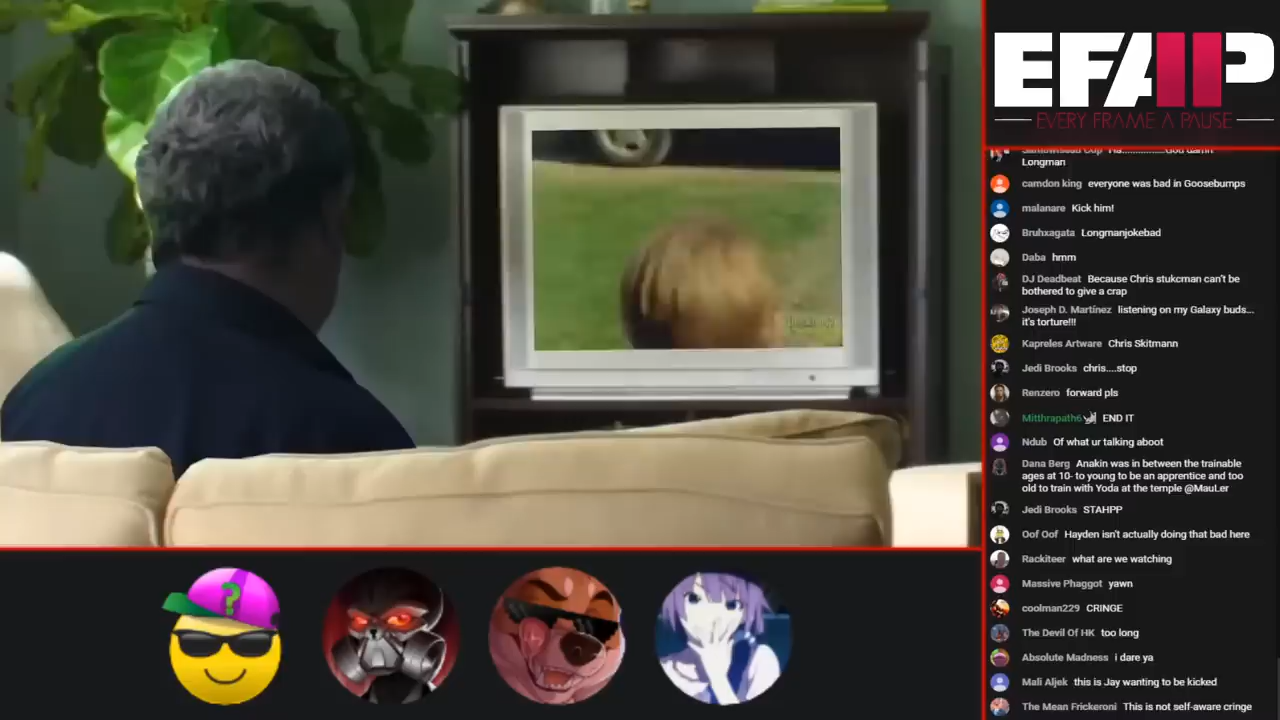 EFAP
EVERY FRAME A PAUSE
Longman
camdon king everyone was bad in Goosebumps
malanare Kick him!
Bruhxagata Longmanjokebad
Daba hmm
DJ Deadbeat Because Chris stukcman can't be
bothered to give a crap
Joseph D. Martínez listening on my Galaxy buds...
it's torture!!!
Kapreles Artware Chris Skitmann
Jedi Brooks chris....stop
Renzero forward pls
Mitthrapath6 END IT
Ndub Of what ur talking aboot
Dana Berg Anakin was in between the trainable
ages at 10- to young to be an apprentice and too
old to train with Yoda at the temple @MauLer
Jedi Brooks STAHPP
Oof Oof Hayden isn't actually doing that bad here
Rackiteer what are we watching
Massive Phaggot yawn
coolman229 CRINGE
The Devil Of HK too long
Absolute Madness i dare ya
Mali Aljek this is Jay wanting to be kicked
The Mean Frickeroni This is not self-aware cringe
?